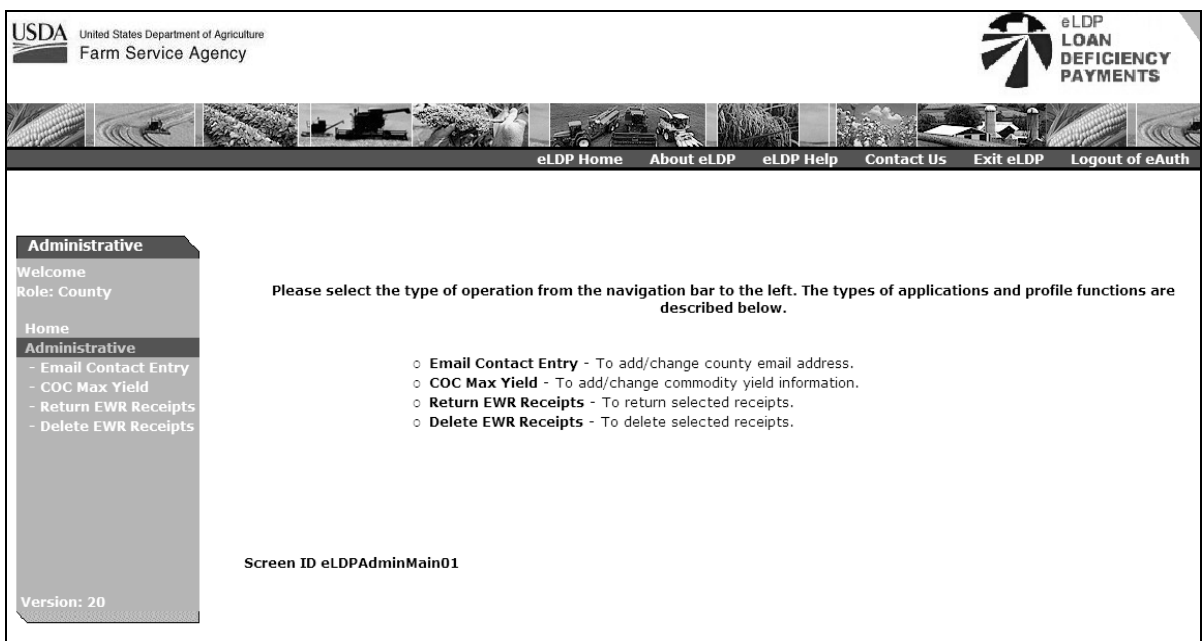 USDA
United States Department of Agriculture
Farm Service Agency
eLDP
LOAN
DEFICIENCY
PAYMENTS
eLDP Home About eLDP eLDP Help Contact Us Exit eLDP Logout of eAuth
Administrative
Welcome
Role: County
Home
Administrative
- Email Contact Entry
- COC Max Yield
- Return EWR Receipts
- Delete EWR Receipts
Version: 20
Please select the type of operation from the navigation bar to the left. The types of applications and profile functions are
described below.
o Email Contact Entry - To add/change county email address.
o COC Max Yield - To add/change commodity yield information.
o Return EWR Receipts - To return selected receipts.
o Delete EWR Receipts - To delete selected receipts.
Screen ID eLDPAdminMain01